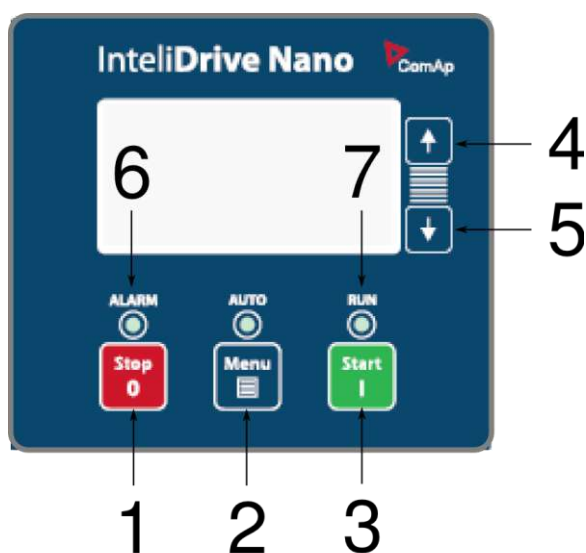 InteliDrive Nano ComAp
6 7
4
5
ALARM AUTO RUN
Stop Menu Start
0 I
1 2 3